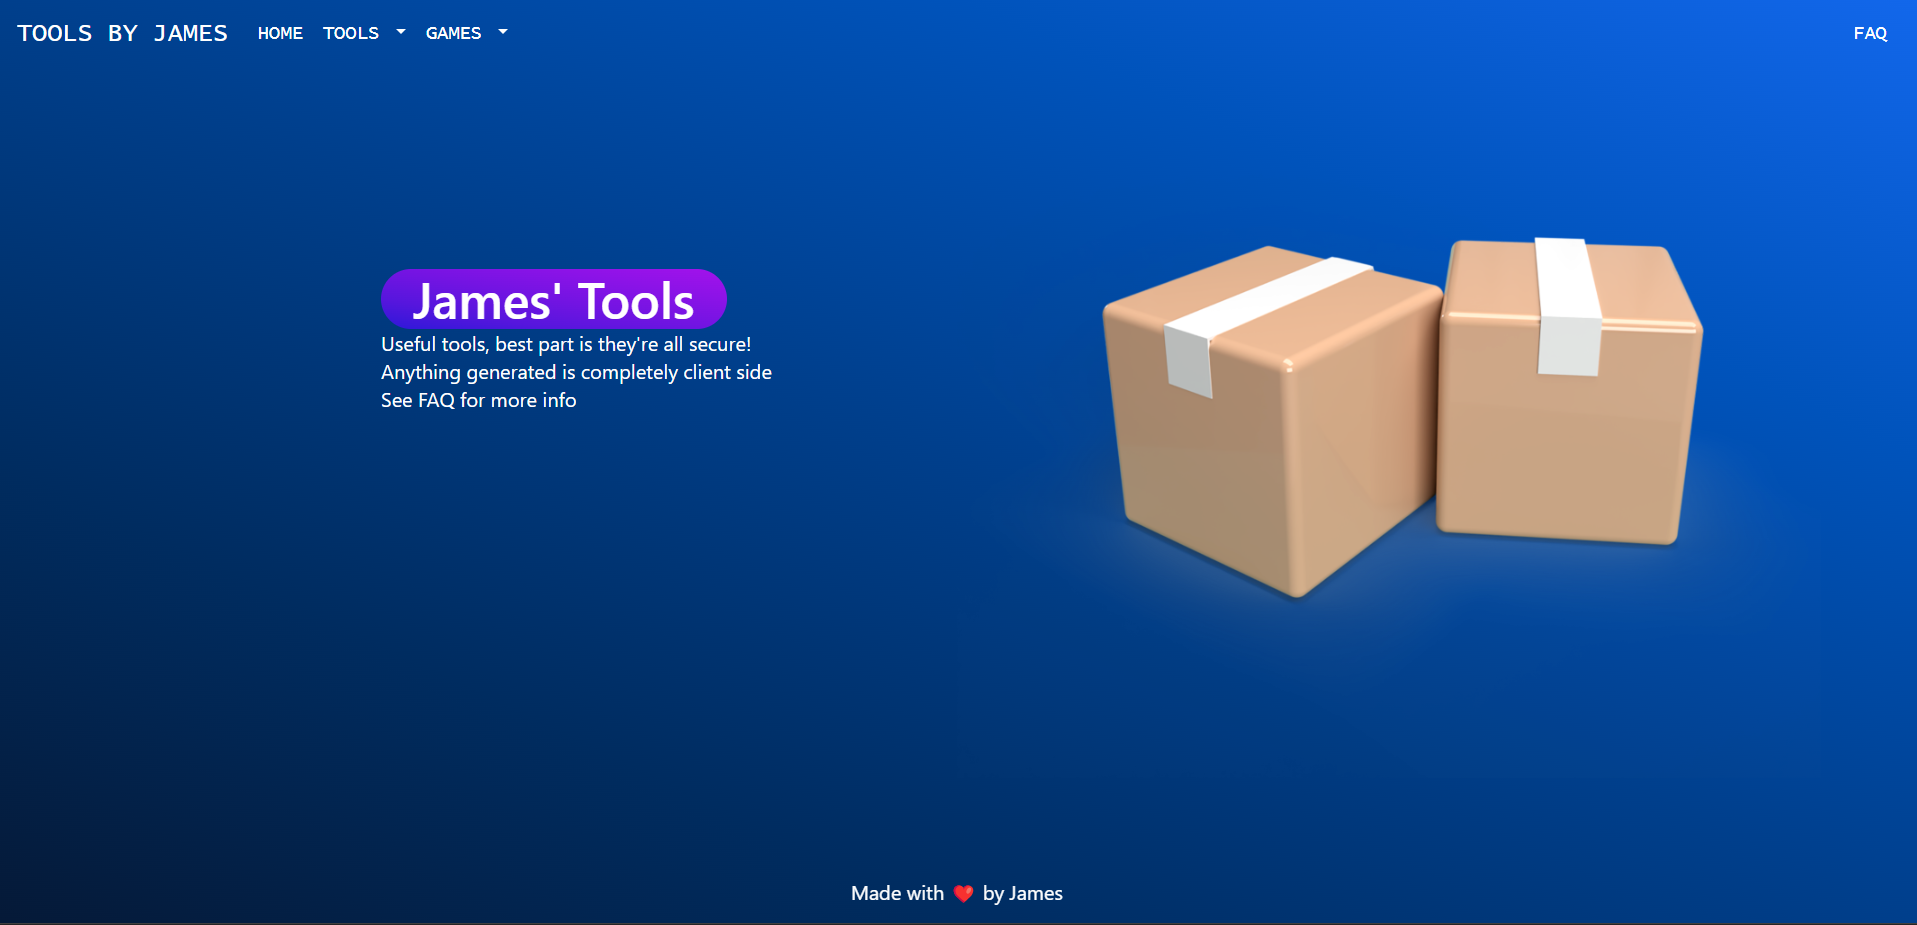 TOOLS BY JAMES HOME TOOLS GAMES FAQ
James' Tools
Useful tools, best part is they're all secure!
Anything generated is completely client side
See FAQ for more info
Made with ❤️ by James